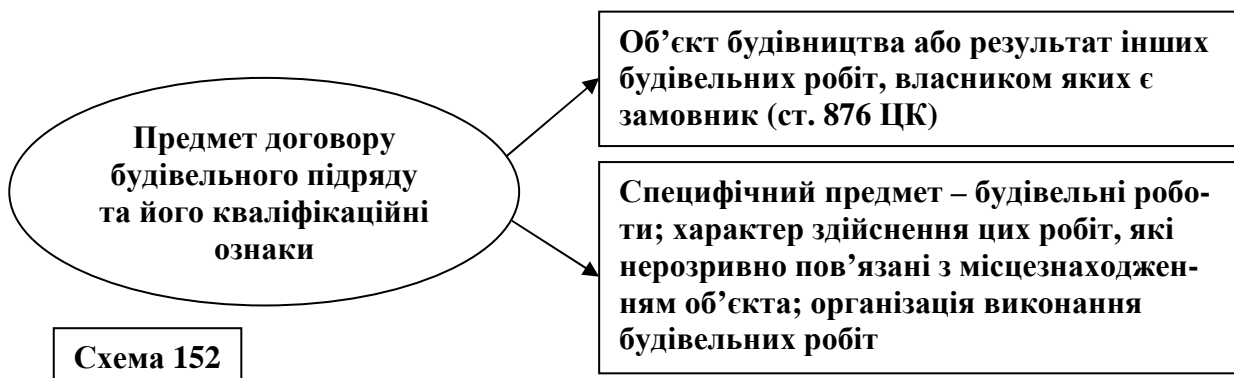 Предмет договору
будівельного підряду
та його кваліфікаційні
ознаки
Об’єкт будівництва або результат інших
будівельних робіт, власником яких є
замовник (ст. 876 ЦК)
Специфічний предмет – будівельні робо-
ти; характер здійснення цих робіт, які
нерозривно пов’язані з місцезнаходжен-
ням об’єкта; організація виконання
будівельних робіт
Схема 152